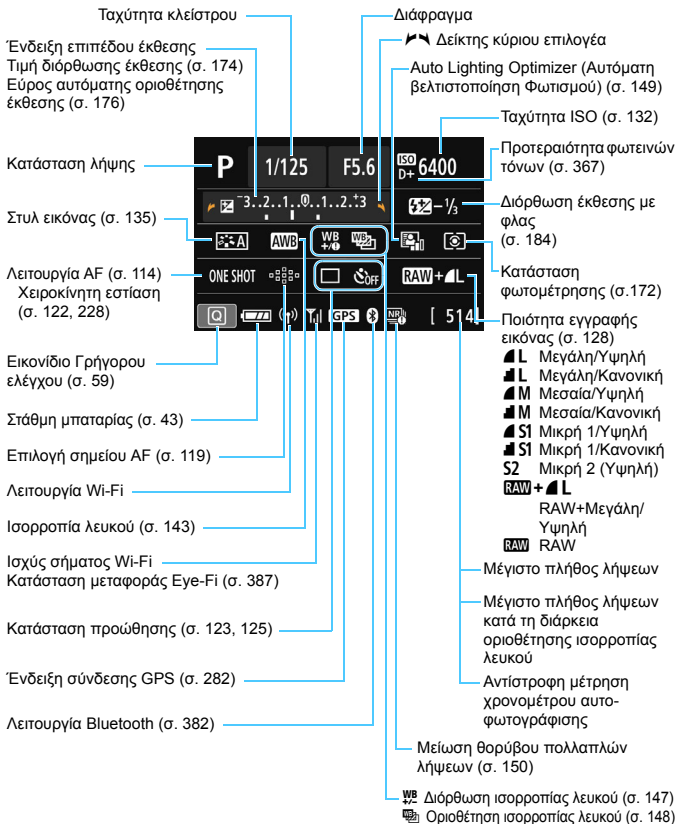 Ταχύτητα κλείστρου
Διάφραγμα
Ένδειξη επιπέδου έκθεσης
Τιμή διόρθωσης έκθεσης (σ. 174)
Εύρος αυτόματης οριοθέτησης
έκθεσης (σ. 176)
Δείκτης κύριου επιλογέα
Auto Lighting Optimizer (Αυτόματη
βελτιστοποίηση Φωτισμού) (σ. 149)
Ταχύτητα ISO (σ. 132)
Κατάσταση λήψης
Προτεραιότητα φωτεινών
τόνων (σ. 367)
P 1/125 F5.6 ISO D+ 6400
-3..2..1..0..1..2.+3 -1/3
Στυλ εικόνας (σ. 135)
Διόρθωση έκθεσης με
φλας
(σ. 184)
A AWB WB +/- WB
Λειτουργία AF (σ. 114)
Χειροκίνητη εστίαση
(σ. 122, 228)
Κατάσταση
φωτομέτρησης (σ.172)
ONE SHOT OFF RAW+L
Q GPS NR [ 514]
Εικονίδιο Γρήγορου
ελέγχου (σ. 59)
Στάθμη μπαταρίας (σ. 43)
Επιλογή σημείου AF (σ. 119)
Λειτουργία Wi-Fi
Ισορροπία λευκού (σ. 143)
Ισχύς σήματος Wi-Fi
Κατάσταση μεταφοράς Eye-Fi (σ. 387)
Κατάσταση προώθησης (σ. 123, 125)
Ένδειξη σύνδεσης GPS (σ. 282)
Λειτουργία Bluetooth (σ. 382)
Ποιότητα εγγραφής
εικόνας (σ. 128)
L Μεγάλη/Υψηλή
L Μεγάλη/Κανονική
M Μεσαία/Υψηλή
M Μεσαία/Κανονική
S1 Μικρή 1/Υψηλή
S1 Μικρή 1/Κανονική
S2 Μικρή 2 (Υψηλή)
RAW+L
RAW+Μεγάλη/
Υψηλή
RAW RAW
Μέγιστο πλήθος λήψεων
Μέγιστο πλήθος λήψεων
κατά τη διάρκεια
οριοθέτησης ισορροπίας
λευκού
Αντίστροφη μέτρηση
χρονομέτρου αυτο-
φωτογράφισης
Μείωση θορύβου πολλαπλών
λήψεων (σ. 150)
WB +/- Διόρθωση ισορροπίας λευκού (σ. 147)
WB Οριοθέτηση ισορροπίας λευκού (σ. 148)